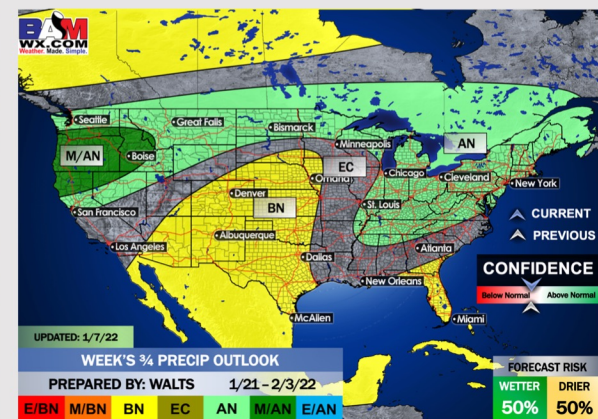 BAM
WX.COM
Weather. Made. Simple.
Seattle
Great Falls
Bismarck
Minneapolis
AN
M/AN
Boise
EC
Omaha
Chicago
Cleveland
New York
Denver
BN
St. Louis
San Francisco
CURRENT
PREVIOUS
Los Angeles
Albuquerque
Atlanta
Dallas
CONFIDENCE
New Orleans
Below Normal
Above Normal
McAllen
Miami
UPDATED: 1/7/22
WEEK'S ¾ PRECIP OUTLOOK
PREPARED BY: WALTS 1/21 – 2/3/22
E/BN M/BN BN EC AN M/AN E/AN
FORECAST RISK
WETTER DRIER
50% 50%